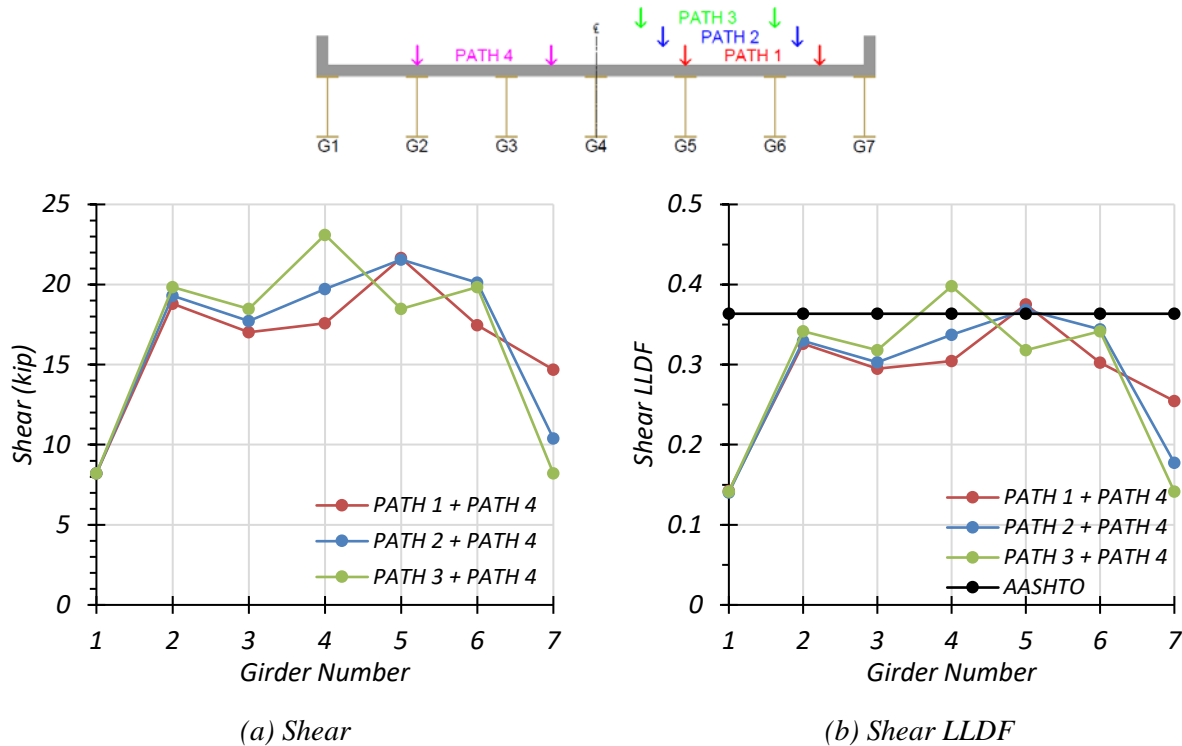 PATH 3
℄
PATH 2
PATH 4
PATH 1
G1 G2 G3 G4 G5 G6 G7
25
20
15
10
5
0
Shear (kip)
PATH 1 + PATH 4
PATH 2 + PATH 4
PATH 3 + PATH 4
1 2 3 4 5 6 7
Girder Number
(a) Shear
0.5
0.4
0.3
0.2
0.1
0
Shear LLDF
PATH 1 + PATH 4
PATH 2 + PATH 4
PATH 3 + PATH 4
AASHTO
1 2 3 4 5 6 7
Girder Number
(b) Shear LLDF